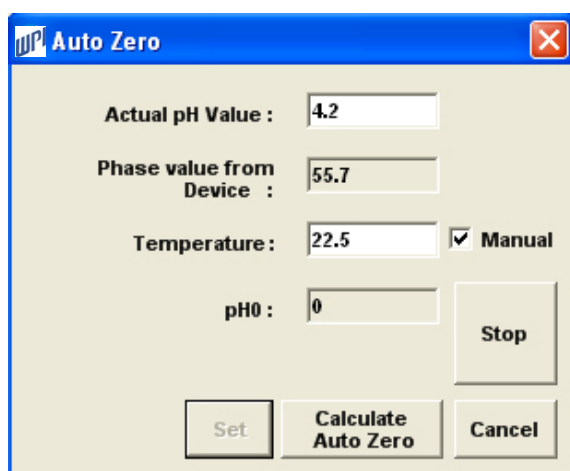 WPI Auto Zero
Actual pH Value : 4.2
Phase value from
Device : 55.7
Temperature : 22.5 Manual
pH0 : 0
Stop
Set Calculate
Auto Zero Cancel